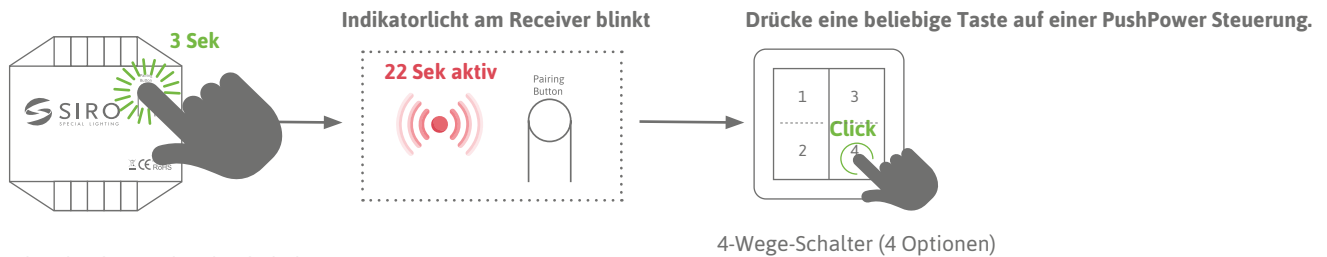 Indikatorlicht am Receiver blinkt
Drücke eine beliebige Taste auf einer PushPower Steuerung.
3 Sek
SIRO
SPECIAL LIGHTING
CE RoHS
22 Sek aktiv
Pairing
Button
1 3
Click
2 4
4-Wege-Schalter (4 Optionen)